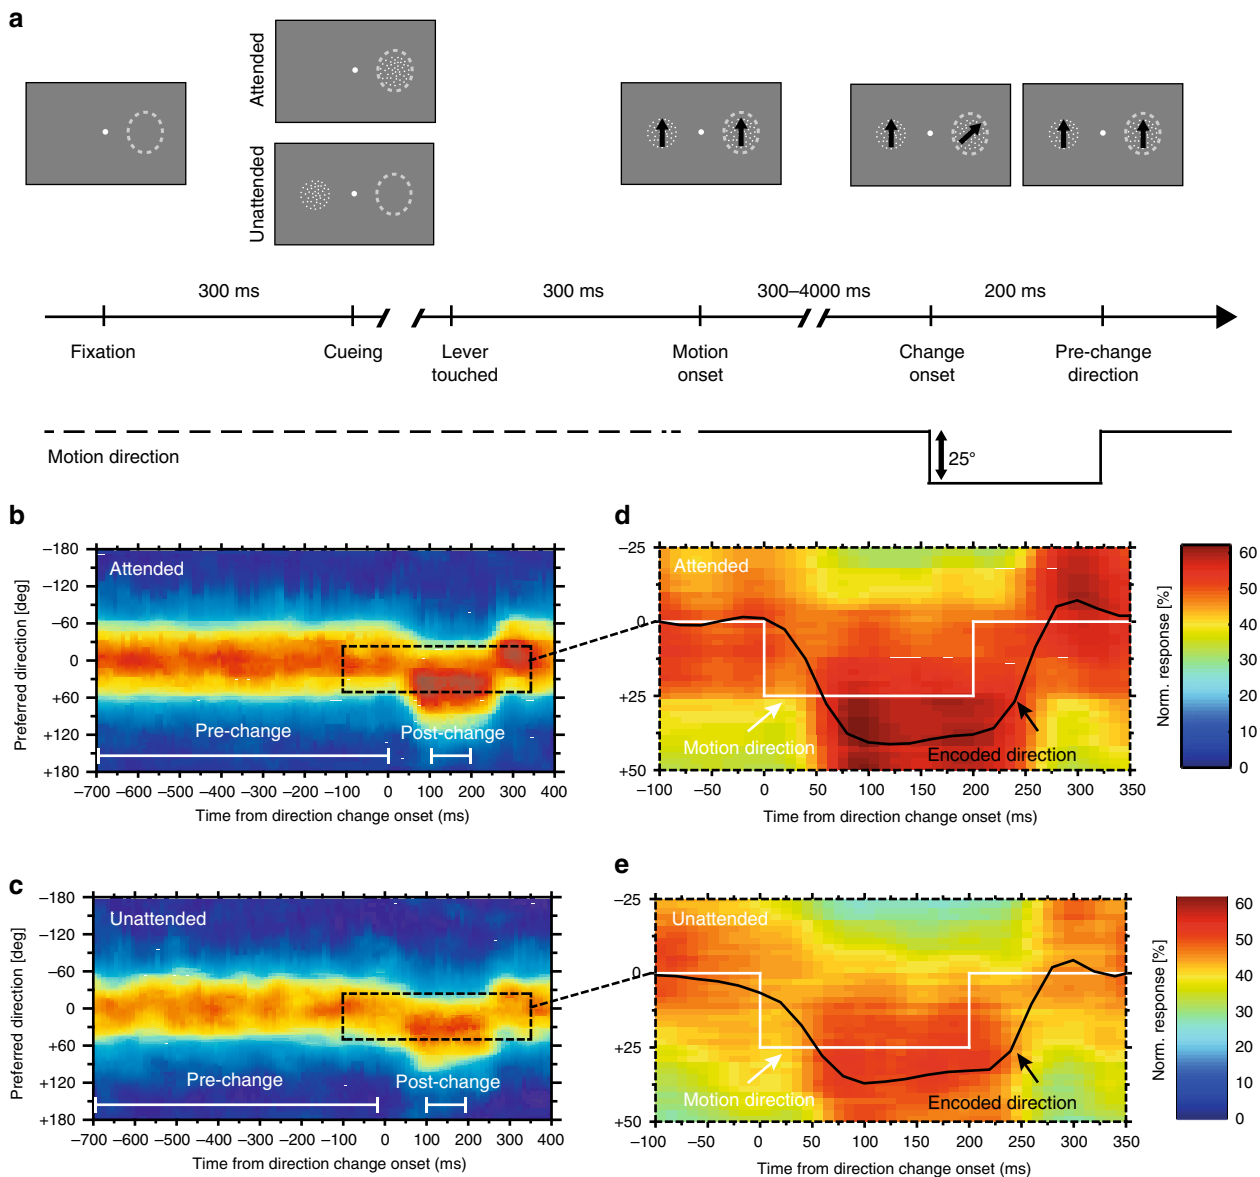 a
Attended
Unattended
300 ms
300 ms
300–4000 ms
200 ms
Fixation
Cueing
Lever
touched
Motion
onset
Change
onset
Pre-change
direction
Motion direction
25°
b
Attended
Pre-change
Post-change
Preferred direction [deg]
–180
–120
–60
0
+60
+120
+180
–700 –600 –500 –400 –300 –200 –100 0 100 200 300 400
Time from direction change onset (ms)
d
Attended
Motion direction
Encoded direction
–25
0
+25
+50
–100 –50 0 50 100 150 200 250 300 350
Time from direction change onset (ms)
Norm. response [%]
60
50
40
30
20
10
0
c
Unattended
Pre-change
Post-change
Preferred direction [deg]
–180
–120
–60
0
+60
+120
+180
–700 –600 –500 –400 –300 –200 –100 0 100 200 300 400
Time from direction change onset (ms)
e
Unattended
Motion direction
Encoded direction
–25
0
+25
+50
–100 –50 0 50 100 150 200 250 300 350
Time from direction change onset (ms)
Norm. response [%]
60
50
40
30
20
10
0